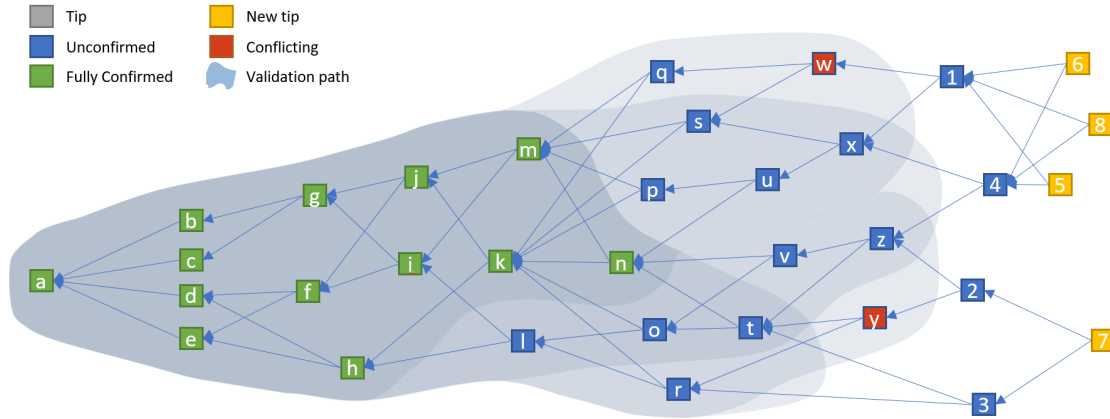 Tip
New tip
Unconfirmed
Conflicting
Fully Confirmed
Validation path
6
q
w
1
8
s
m
x
j
u
4
5
g
p
b
z
c
v
k
n
i
a
d
f
2
y
t
o
l
7
e
h
r
3